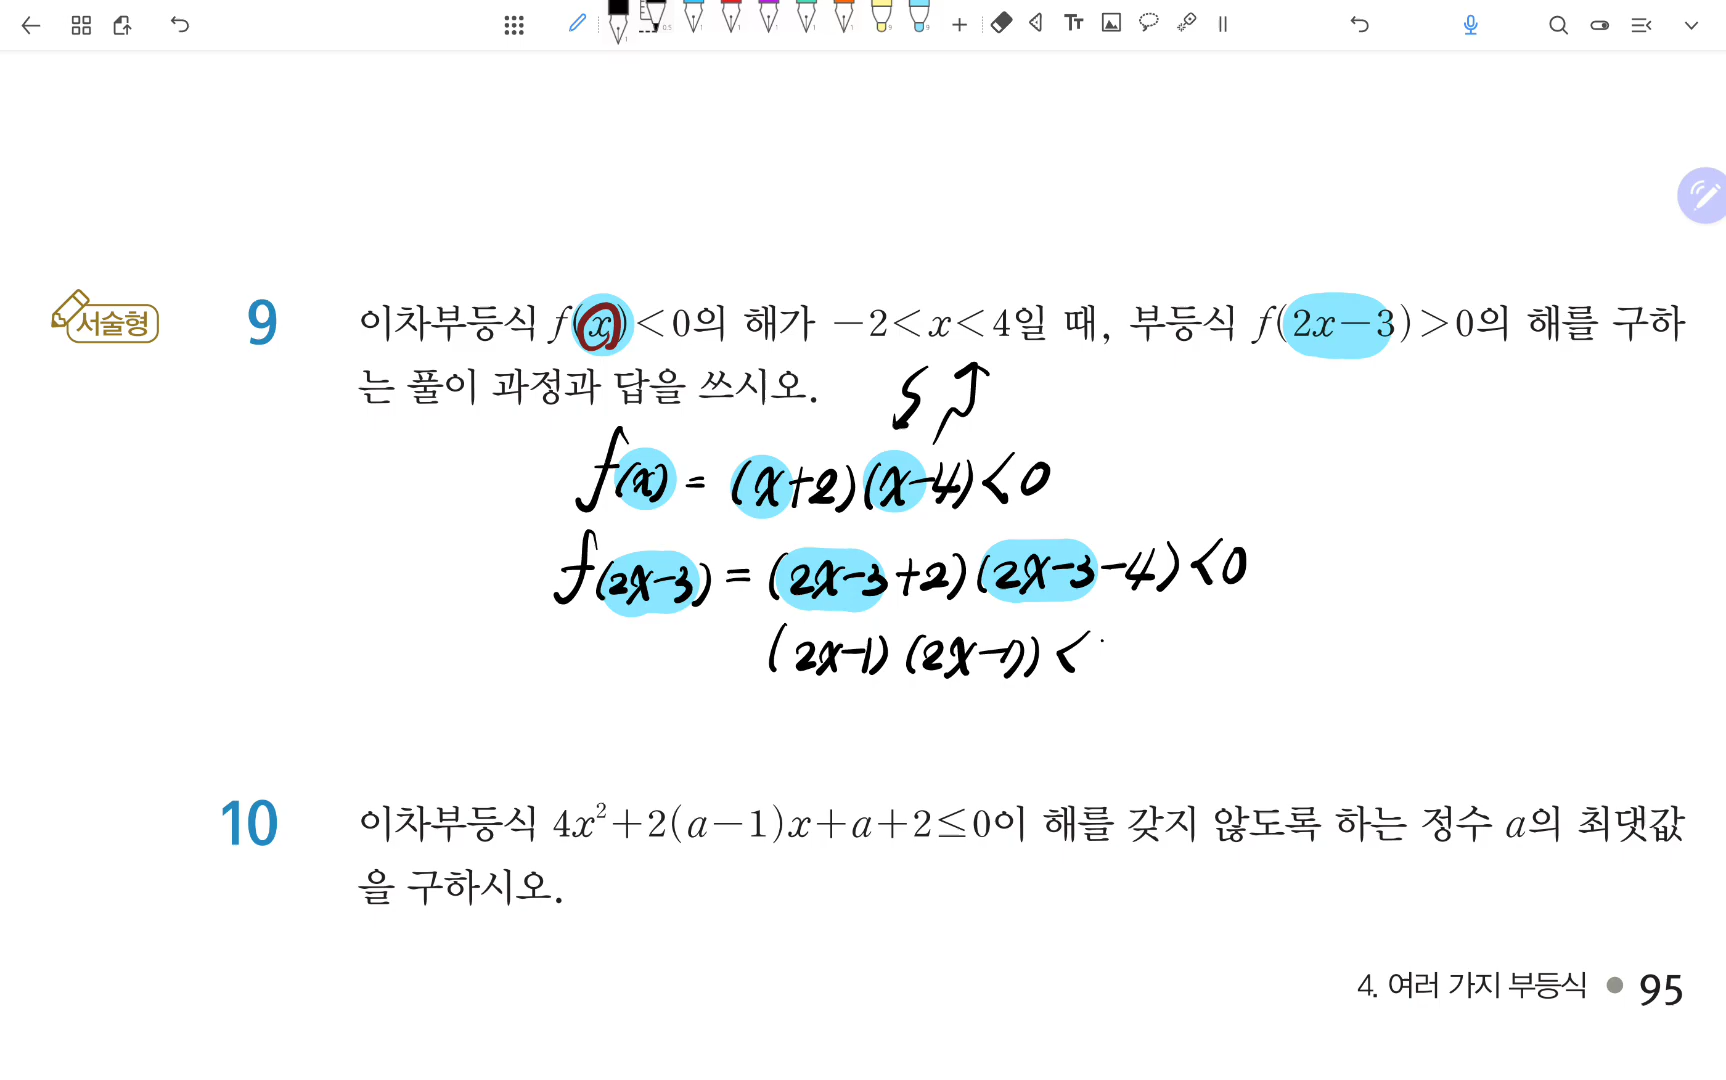 서술형
9 이차부등식 f(x)<0의 해가 −2<x<4일 때, 부등식 f(2x−3)>0의 해를 구하
는 풀이 과정과 답을 쓰시오.
f(x) = (x+2)(x-4)<0
f(2x-3) = (2x-3+2)(2x-3-4)<0
(2x-1)(2x-7)<
10 이차부등식 4x²+2(a−1)x+a+2≤0이 해를 갖지 않도록 하는 정수 a의 최댓값
을 구하시오.
4. 여러 가지 부등식 ● 95